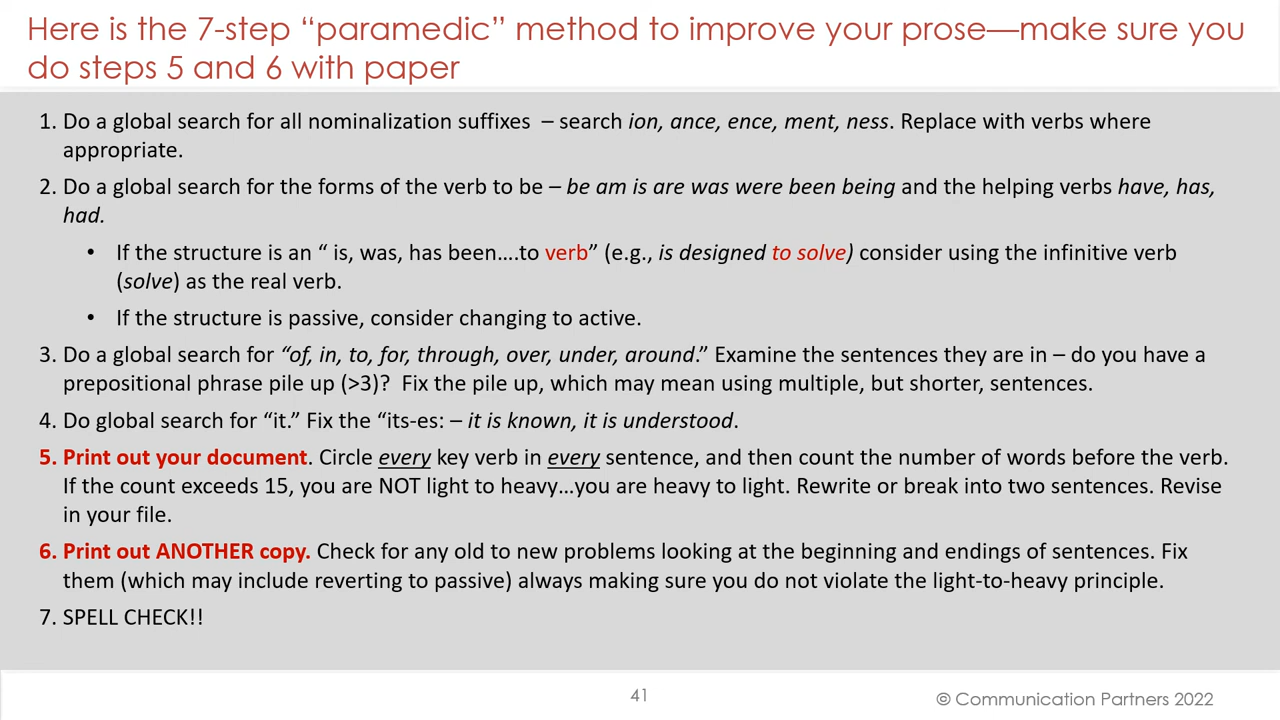 Here is the 7-step “paramedic” method to improve your prose—make sure you
do steps 5 and 6 with paper
1. Do a global search for all nominalization suffixes – search ion, ance, ence, ment, ness. Replace with verbs where
appropriate.
2. Do a global search for the forms of the verb to be – be am is are was were been being and the helping verbs have, has,
had.
• If the structure is an “ is, was, has been….to verb” (e.g., is designed to solve) consider using the infinitive verb
(solve) as the real verb.
• If the structure is passive, consider changing to active.
3. Do a global search for “of, in, to, for, through, over, under, around.” Examine the sentences they are in – do you have a
prepositional phrase pile up (>3)? Fix the pile up, which may mean using multiple, but shorter, sentences.
4. Do global search for “it.” Fix the “its-es: – it is known, it is understood.
5. Print out your document. Circle every key verb in every sentence, and then count the number of words before the verb.
If the count exceeds 15, you are NOT light to heavy…you are heavy to light. Rewrite or break into two sentences. Revise
in your file.
6. Print out ANOTHER copy. Check for any old to new problems looking at the beginning and endings of sentences. Fix
them (which may include reverting to passive) always making sure you do not violate the light-to-heavy principle.
7. SPELL CHECK!!
41
© Communication Partners 2022